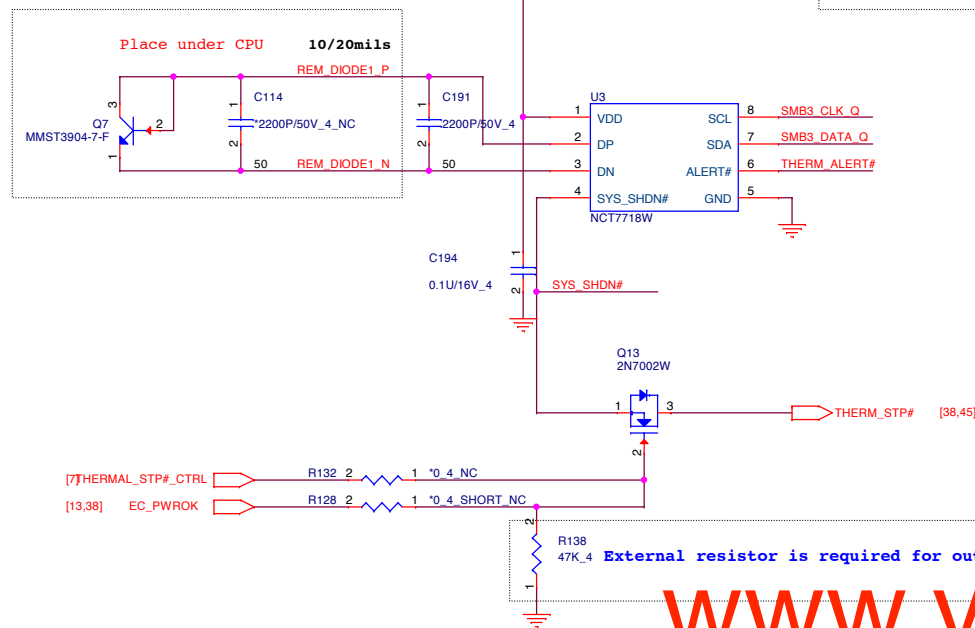 Place under CPU 10/20mils
REM_DIODE1_P
3
Q7
MMST3904-7-F
2
1
C114
1
*2200P/50V_4_NC
2
50
REM_DIODE1_N
C191
1
2200P/50V_4
2
50
U3
1 VDD
2 DP
3 DN
4 SYS_SHDN#
SCL 8 SMB3_CLK_Q
SDA 7 SMB3_DATA_Q
ALERT# 6 THERM_ALERT#
GND 5
NCT7718W
C194
1
0.1U/16V_4
2
SYS_SHDN#
Q13
2N7002W
1 3
2
THERM_STP# [38,45]
[7] THERMAL_STP#_CTRL R132 2 1 *0_4_NC
[13,38] EC_PWROK R128 2 1 *0_4_SHORT_NC
2
R138
47K_4 External resistor is required for ou
1
WWW